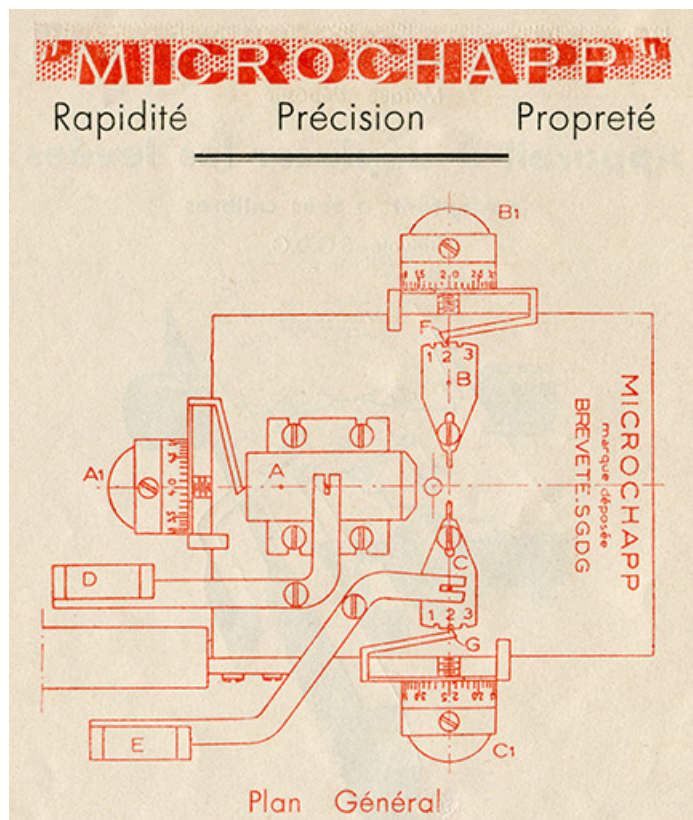 "MICROCHAPP"
Rapidité Précision Propreté
B1
F
1 2 3
B
MICROCHAPP
marque déposée
BREVETE.SGDG
A1
A
D
C
1 2 3
G
E
C1
Plan Général